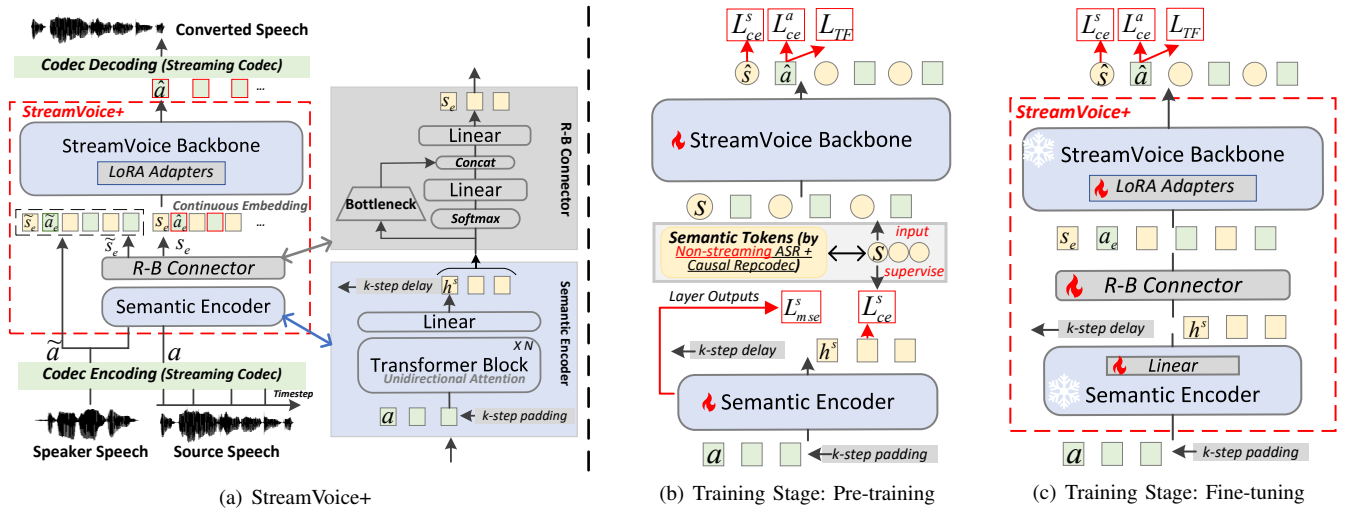 Converted Speech
Codec Decoding (Streaming Codec)
â ...
StreamVoice+
StreamVoice Backbone
LoRA Adapters
Continuous Embedding
s̃ₑ ãₑ sₑ âₑ ...
s̃ₑ sₑ
R-B Connector
Semantic Encoder
ã a
Codec Encoding (Streaming Codec)
Timestep
Speaker Speech Source Speech
sₑ
Linear
Concat
Linear
Bottleneck
Softmax
R-B Connector
k-step delay hˢ
Linear
X N
Transformer Block
Unidirectional Attention
a k-step padding
Semantic Encoder
(a) StreamVoice+
Lˢce Lᵃce LTF
ŝ â
StreamVoice Backbone
s
Semantic Tokens (by
Non-streaming ASR +
Causal Repcodec)
input
s
supervise
Layer Outputs
Lˢmse Lˢce
k-step delay hˢ
Semantic Encoder
a k-step padding
(b) Training Stage: Pre-training
Lˢce Lᵃce LTF
ŝ â
StreamVoice+
StreamVoice Backbone
LoRA Adapters
sₑ aₑ
R-B Connector
k-step delay hˢ
Linear
Semantic Encoder
a k-step padding
(c) Training Stage: Fine-tuning